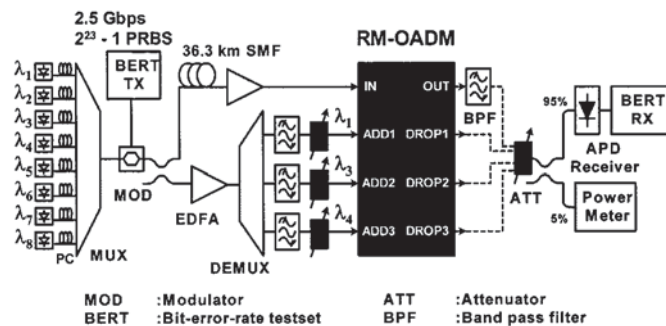 2.5 Gbps
2²³ - 1 PRBS
BERT
TX
36.3 km SMF
RM-OADM
λ1
λ2
λ3
λ4
λ5
λ6
λ7
λ8
PC
MUX
MOD
EDFA
DEMUX
λ1
λ3
λ4
IN
OUT
ADD1
DROP1
ADD2
DROP2
ADD3
DROP3
BPF
ATT
95%
5%
APD
Receiver
BERT
RX
Power
Meter
MOD :Modulator
ATT :Attenuator
BERT :Bit-error-rate testset
BPF :Band pass filter